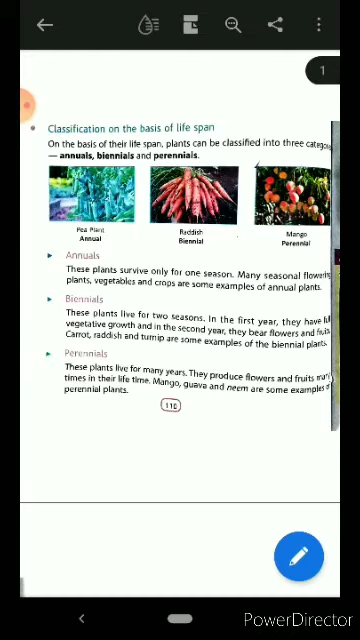 1
Classification on the basis of life span
On the basis of their life span, plants can be classified into three
— annuals, biennials and perennials.
Pea Plant
Annual
Raddish
Biennial
Mango
Perennial
Annuals
These plants survive only for one season. Many seasonal flowering
plants, vegetables and crops are some examples of annual plants.
Biennials
These plants live for two seasons. In the first year, they have
vegetative growth and in the second year, they bear flowers and fruits
Carrot, raddish and turnip are some examples of the biennial plants
Perennials
These plants live for many years. They produce flowers and fruits
times in their life time. Mango, guava and neem are some examples of
perennial plants.
110
PowerDirector